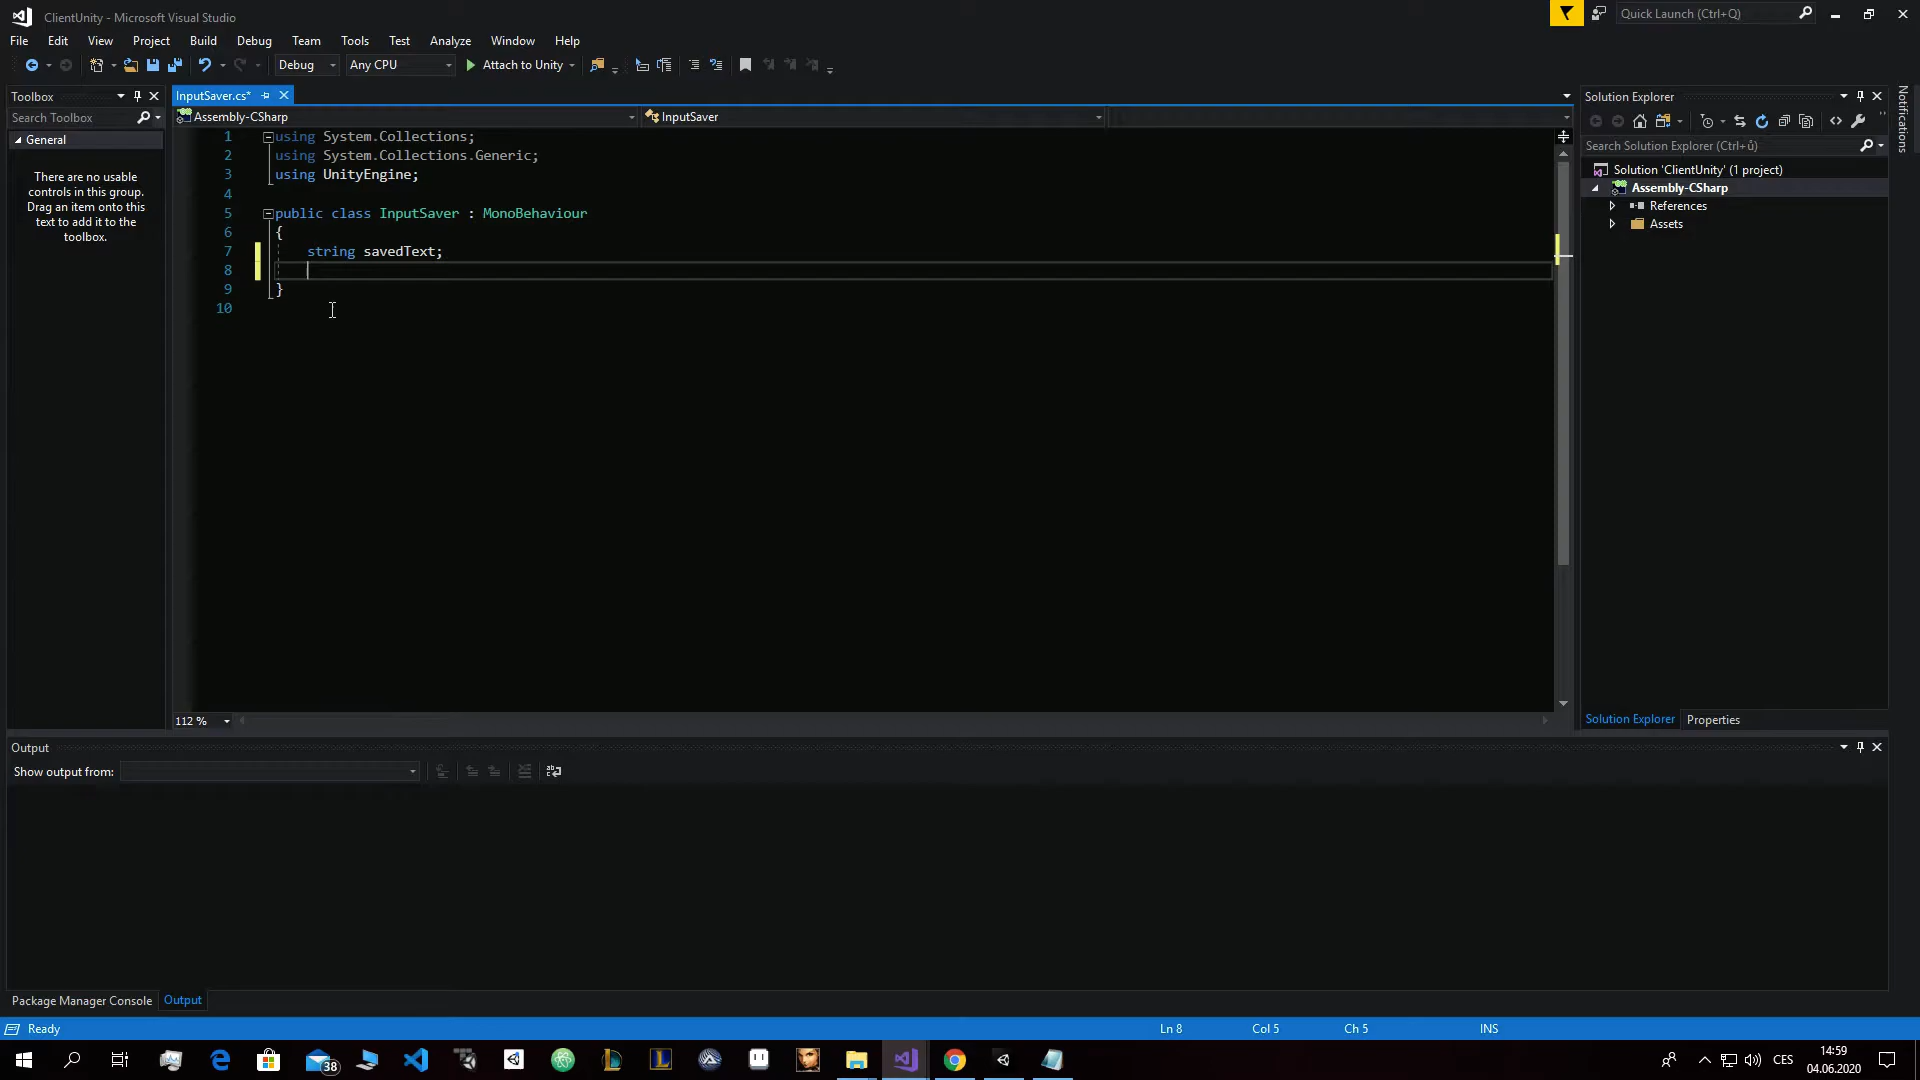 ClientUnity - Microsoft Visual Studio
Quick Launch (Ctrl+Q)
File Edit View Project Build Debug Team Tools Test Analyze Window Help
Debug Any CPU Attach to Unity
Toolbox
Search Toolbox
General
There are no usable
controls in this group.
Drag an item onto this
text to add it to the
toolbox.
InputSaver.cs*
Assembly-CSharp InputSaver
1 using System.Collections;
2 using System.Collections.Generic;
3 using UnityEngine;
4
5 public class InputSaver : MonoBehaviour
6 {
7 string savedText;
8
9 }
10
112 %
Solution Explorer
Search Solution Explorer (Ctrl+ů)
Solution 'ClientUnity' (1 project)
Assembly-CSharp
References
Assets
Solution Explorer Properties
Notifications
Output
Show output from:
Package Manager Console Output
Ready Ln 8 Col 5 Ch 5 INS
38
CES
14:59
04.06.2020